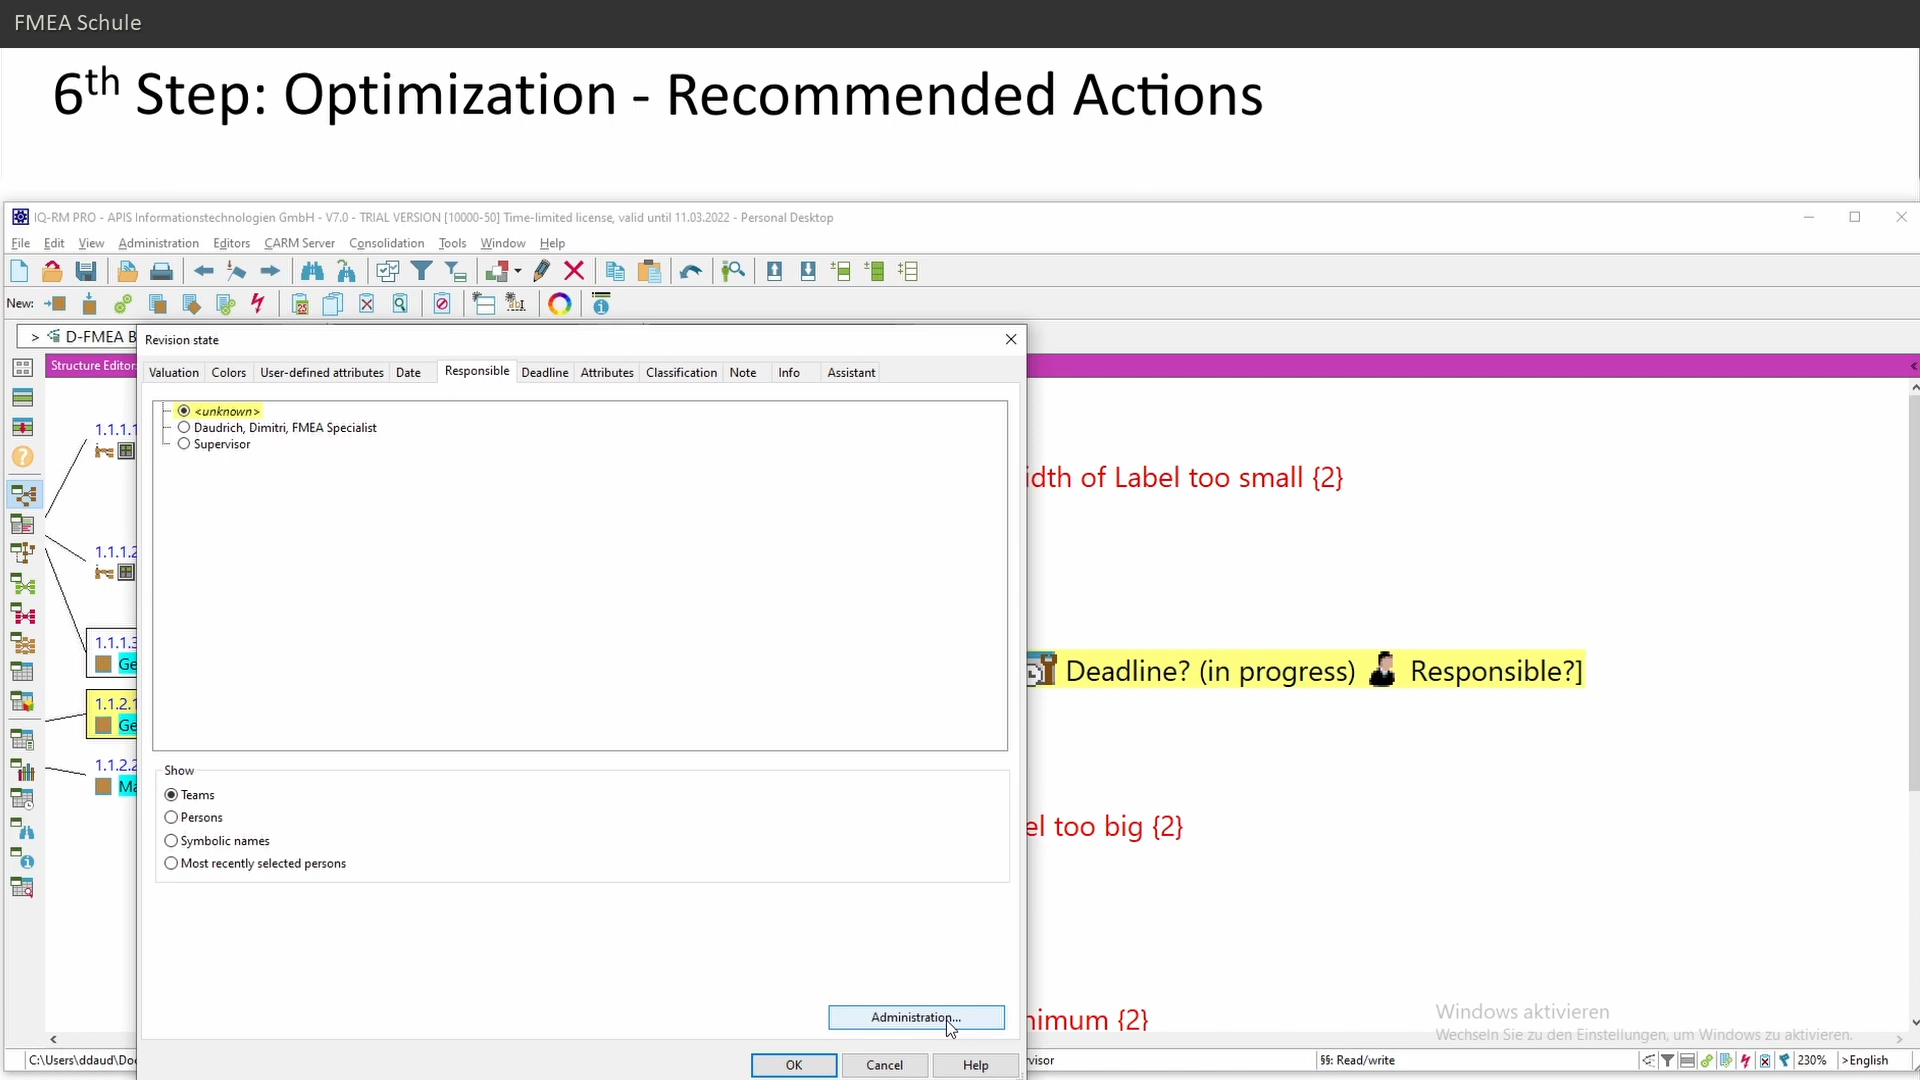 FMEA Schule
6th Step: Optimization - Recommended Actions
IQ-RM PRO - APIS Informationstechnologien GmbH - V7.0 - TRIAL VERSION [10000-50] Time-limited license, valid until 11.03.2022 - Personal Desktop
File Edit View Administration Editors CARM Server Consolidation Tools Window Help
New:
> D-FMEA B
Structure Editor:
Revision state
Valuation Colors User-defined attributes Date Responsible Deadline Attributes Classification Note Info Assistant
<unknown>
Daudrich, Dimitri, FMEA Specialist
Supervisor
1.1.1.1
1.1.1.2
1.1.1.3
Ge
1.1.2.1
Ge
1.1.2.2
Ma
idth of Label too small {2}
Deadline? (in progress) Responsible?]
el too big {2}
nimum {2}
Show
Teams
Persons
Symbolic names
Most recently selected persons
Administration...
OK Cancel Help
Windows aktivieren
Wechseln Sie zu den Einstellungen, um Windows zu aktivieren.
C:\Users\ddaud\Do
visor
§§: Read/write
230% >English